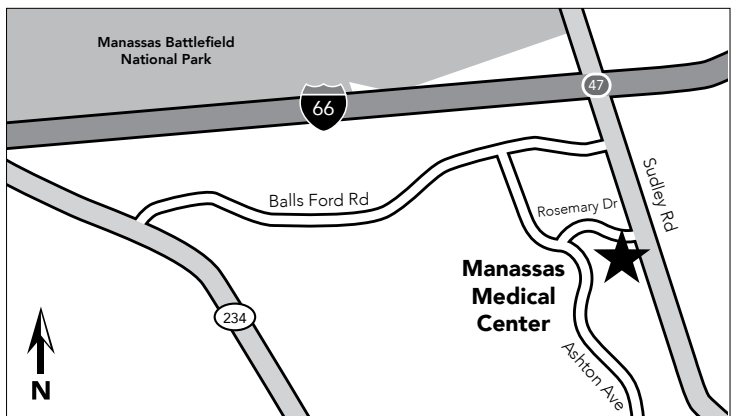 Manassas Battlefield
National Park
47
66
Balls Ford Rd
Rosemary Dr
Sudley Rd
Manassas
Medical
Center
234
Ashton Ave
N